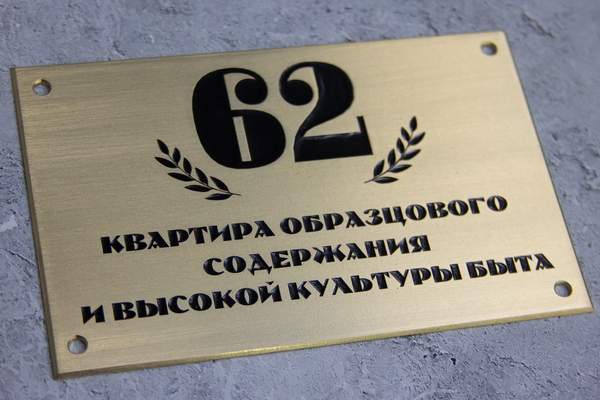 62
КВАРТИРА ОБРАЗЦОВОГО
СОДЕРЖАНИЯ
И ВЫСОКОЙ КУЛЬТУРЫ БЫТА